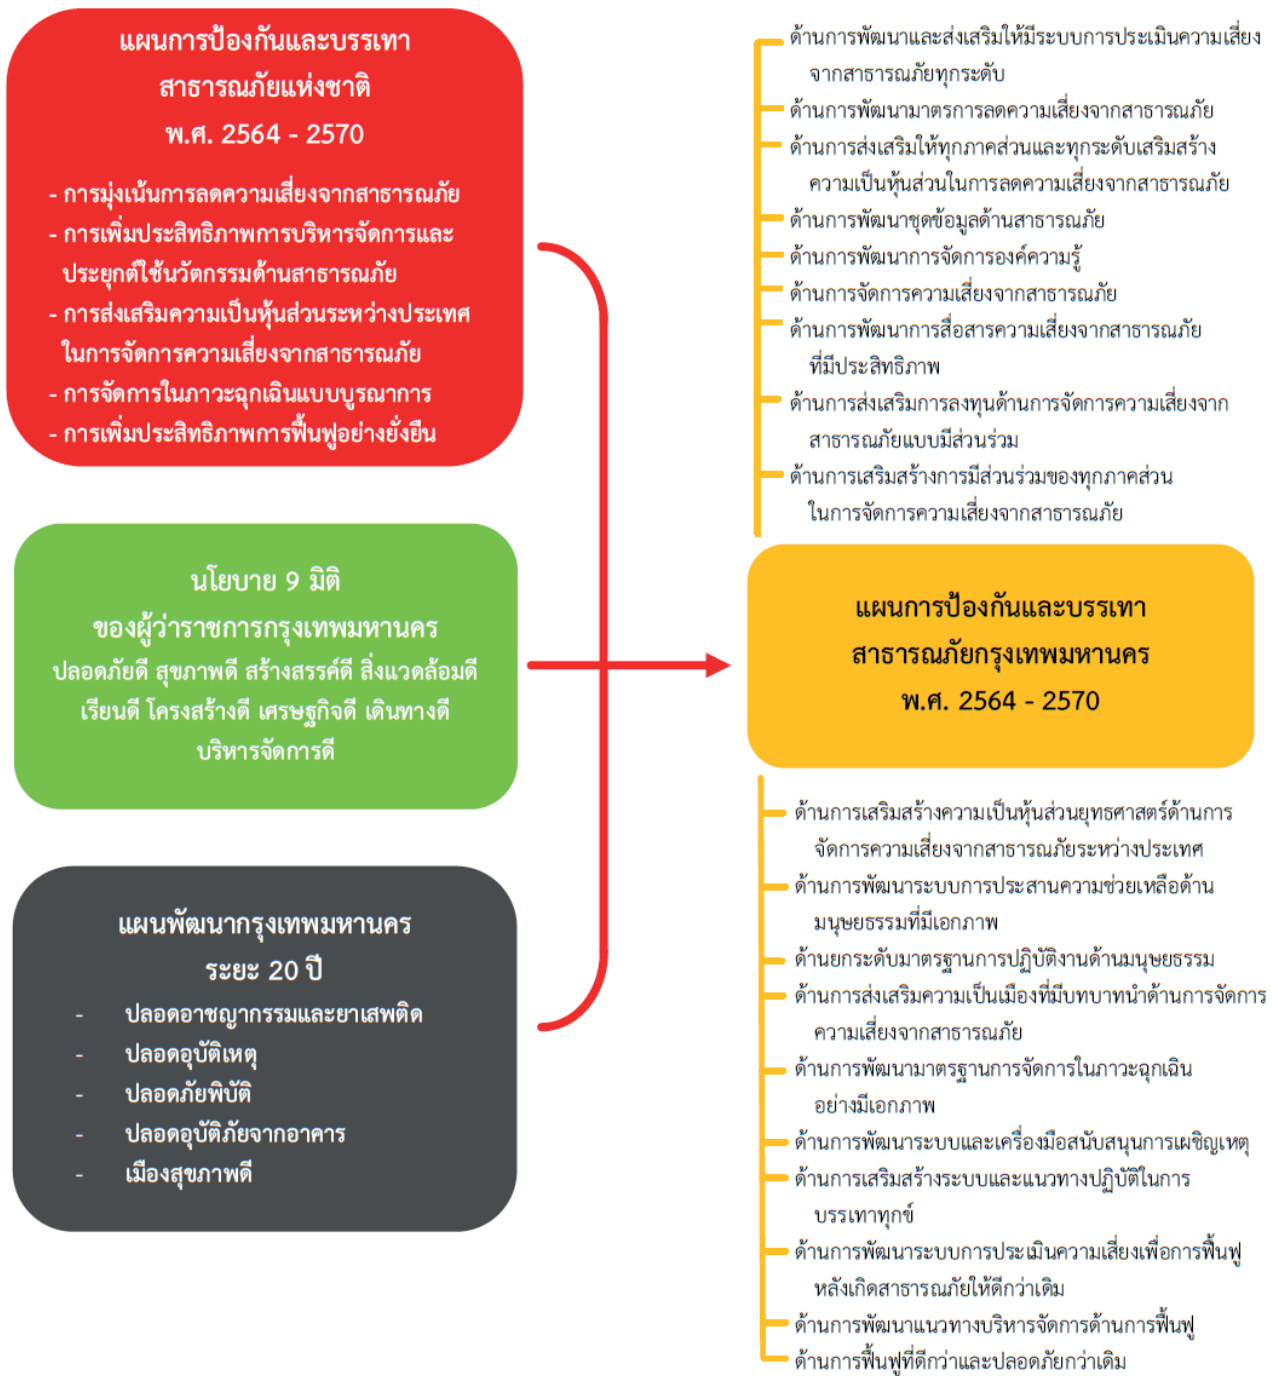 แผนการป้องกันและบรรเทา
สาธารณภัยแห่งชาติ
พ.ศ. 2564 - 2570
- การมุ่งเน้นการลดความเสี่ยงจากสาธารณภัย
- การเพิ่มประสิทธิภาพการบริหารจัดการและ
ประยุกต์ใช้นวัตกรรมด้านสาธารณภัย
- การส่งเสริมความเป็นหุ้นส่วนระหว่างประเทศ
ในการจัดการความเสี่ยงจากสาธารณภัย
- การจัดการในภาวะฉุกเฉินแบบบูรณาการ
- การเพิ่มประสิทธิภาพการฟื้นฟูอย่างยั่งยืน
นโยบาย 9 มิติ
ของผู้ว่าราชการกรุงเทพมหานคร
ปลอดภัยดี สุขภาพดี สร้างสรรค์ดี สิ่งแวดล้อมดี
เรียนดี โครงสร้างดี เศรษฐกิจดี เดินทางดี
บริหารจัดการดี
แผนพัฒนากรุงเทพมหานคร
ระยะ 20 ปี
- ปลอดอาชญากรรมและยาเสพติด
- ปลอดอุบัติเหตุ
- ปลอดภัยพิบัติ
- ปลอดอุบัติภัยจากอาคาร
- เมืองสุขภาพดี
ด้านการพัฒนาและส่งเสริมให้มีระบบการประเมินความเสี่ยง
จากสาธารณภัยทุกระดับ
ด้านการพัฒนามาตรการลดความเสี่ยงจากสาธารณภัย
ด้านการส่งเสริมให้ทุกภาคส่วนและทุกระดับเสริมสร้าง
ความเป็นหุ้นส่วนในการลดความเสี่ยงจากสาธารณภัย
ด้านการพัฒนาชุดข้อมูลด้านสาธารณภัย
ด้านการพัฒนาการจัดการองค์ความรู้
ด้านการจัดการความเสี่ยงจากสาธารณภัย
ด้านการพัฒนาการสื่อสารความเสี่ยงจากสาธารณภัย
ที่มีประสิทธิภาพ
ด้านการส่งเสริมการลงทุนด้านการจัดการความเสี่ยงจาก
สาธารณภัยแบบมีส่วนร่วม
ด้านการเสริมสร้างการมีส่วนร่วมของทุกภาคส่วน
ในการจัดการความเสี่ยงจากสาธารณภัย
แผนการป้องกันและบรรเทา
สาธารณภัยกรุงเทพมหานคร
พ.ศ. 2564 - 2570
ด้านการเสริมสร้างความเป็นหุ้นส่วนยุทธศาสตร์ด้านการ
จัดการความเสี่ยงจากสาธารณภัยระหว่างประเทศ
ด้านการพัฒนาระบบการประสานความช่วยเหลือด้าน
มนุษยธรรมที่มีเอกภาพ
ด้านยกระดับมาตรฐานการปฏิบัติงานด้านมนุษยธรรม
ด้านการส่งเสริมความเป็นเมืองที่มีบทบาทนำด้านการจัดการ
ความเสี่ยงจากสาธารณภัย
ด้านการพัฒนามาตรฐานการจัดการในภาวะฉุกเฉิน
อย่างมีเอกภาพ
ด้านการพัฒนาระบบและเครื่องมือสนับสนุนการเผชิญเหตุ
ด้านการเสริมสร้างระบบและแนวทางปฏิบัติในการ
บรรเทาทุกข์
ด้านการพัฒนาระบบการประเมินความเสี่ยงเพื่อการฟื้นฟู
หลังเกิดสาธารณภัยให้ดีกว่าเดิม
ด้านการพัฒนาแนวทางบริหารจัดการด้านการฟื้นฟู
ด้านการฟื้นฟูที่ดีกว่าและปลอดภัยกว่าเดิม